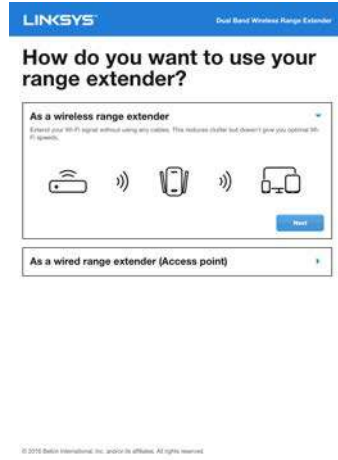 LINKSYS
Dual Band Wireless Range Extender
How do you want to use your
range extender?
As a wireless range extender
Extend your Wi-Fi signal without using any cables. This reduces clutter but doesn't give you optimal Wi-
Fi speeds.
Next
As a wired range extender (Access point)
© 2015 Belkin International, Inc. and/or its affiliates. All rights reserved.